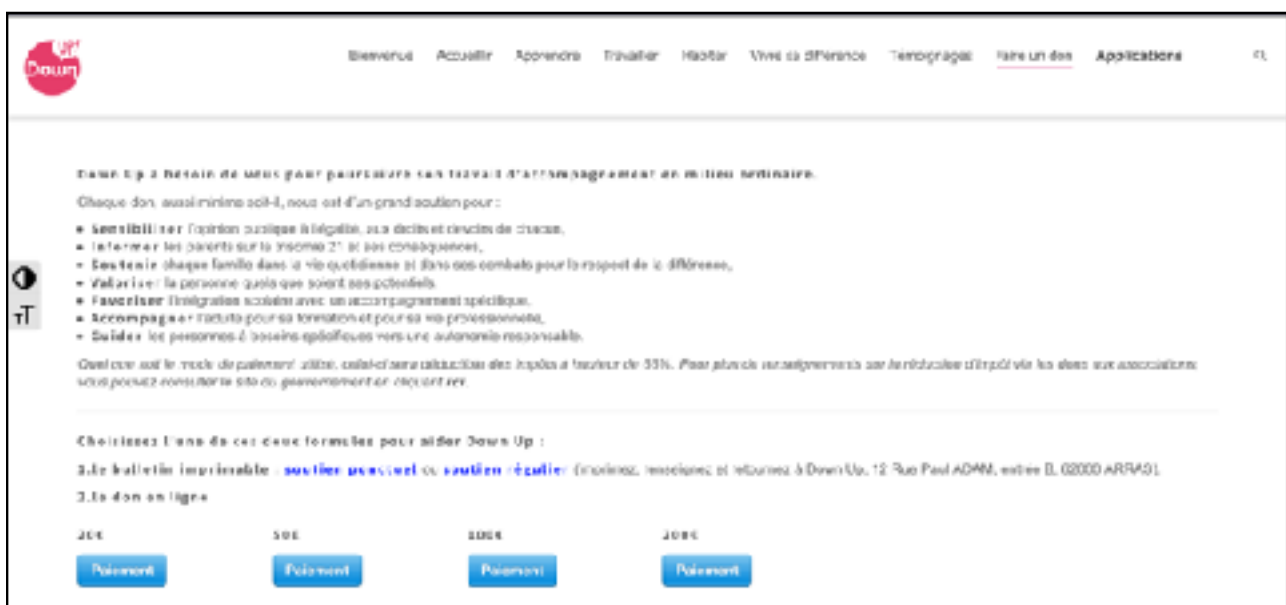 up
Down
Bienvenue Accueillir Apprendre Travailler Habiter Vivre sa différence Témoignages Faire un don Applications
Down Up a besoin de vous pour poursuivre son travail d'accompagnement en milieu ordinaire.
Chaque don, aussi minime soit-il, nous est d'un grand soutien pour :
• Sensibiliser l'opinion publique à l'égalité, aux droits et devoirs de chacun,
• Informer les parents sur la trisomie 21 et ses conséquences,
• Soutenir chaque famille dans la vie quotidienne et dans ses combats pour le respect de la différence,
• Valoriser la personne quels que soient ses potentiels.
• Favoriser l'intégration scolaire avec un accompagnement spécifique.
• Accompagner l'adulte pour sa formation et pour sa vie professionnelle,
• Guider les personnes à besoins spécifiques vers une autonomie responsable.
Quel que soit le mode de paiement utilisé, celui-ci sera des impôts à hauteur de Pour plus de renseignements sur la réduction d'impôt via les dons aux associations
vous pouvez consulter le site du gouvernement en cliquant
Choisissez l'une de ces deux formules pour aider Down Up :
1.le bulletin imprimable : soutien ponctuel ou soutien régulier (imprimez, renseignez et retournez à Down Up, 12 Rue Paul ADAM, entrée B, 62000 ARRAS).
2.le don en ligne
20€ 50€ 100€ 200€
Paiement Paiement Paiement Paiement